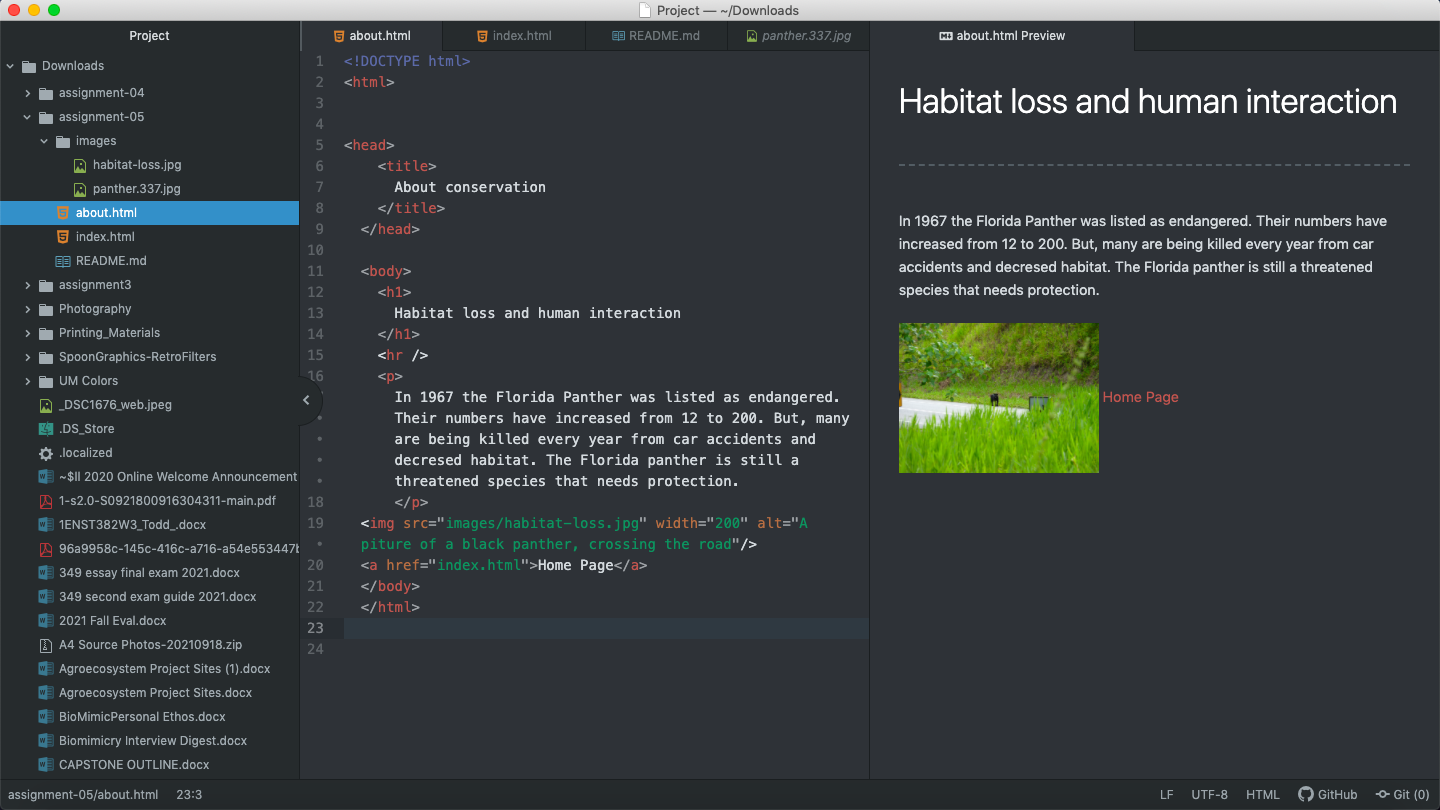 Project — ~/Downloads
Project
Downloads
assignment-04
assignment-05
images
habitat-loss.jpg
panther.337.jpg
about.html
index.html
README.md
assignment3
Photography
Printing_Materials
SpoonGraphics-RetroFilters
UM Colors
_DSC1676_web.jpeg
.DS_Store
.localized
~$ll 2020 Online Welcome Announcement
1-s2.0-S0921800916304311-main.pdf
1ENST382W3_Todd_.docx
96a9958c-145c-416c-a716-a54e553447b
349 essay final exam 2021.docx
349 second exam guide 2021.docx
2021 Fall Eval.docx
A4 Source Photos-20210918.zip
Agroecosystem Project Sites (1).docx
Agroecosystem Project Sites.docx
BioMimicPersonal Ethos.docx
Biomimicry Interview Digest.docx
CAPSTONE OUTLINE.docx
about.html index.html README.md panther.337.jpg
1 <!DOCTYPE html>
2 <html>
3
4
5 <head>
6 <title>
7 About conservation
8 </title>
9 </head>
10
11 <body>
12 <h1>
13 Habitat loss and human interaction
14 </h1>
15 <hr />
16 <p>
In 1967 the Florida Panther was listed as endangered.
Their numbers have increased from 12 to 200. But, many
are being killed every year from car accidents and
decresed habitat. The Florida panther is still a
threatened species that needs protection.
18 </p>
19 <img src="images/habitat-loss.jpg" width="200" alt="A
piture of a black panther, crossing the road"/>
20 <a href="index.html">Home Page</a>
21 </body>
22 </html>
23
24
about.html Preview
Habitat loss and human interaction
In 1967 the Florida Panther was listed as endangered. Their numbers have
increased from 12 to 200. But, many are being killed every year from car
accidents and decresed habitat. The Florida panther is still a threatened
species that needs protection.
Home Page
assignment-05/about.html 23:3 LF UTF-8 HTML GitHub Git (0)